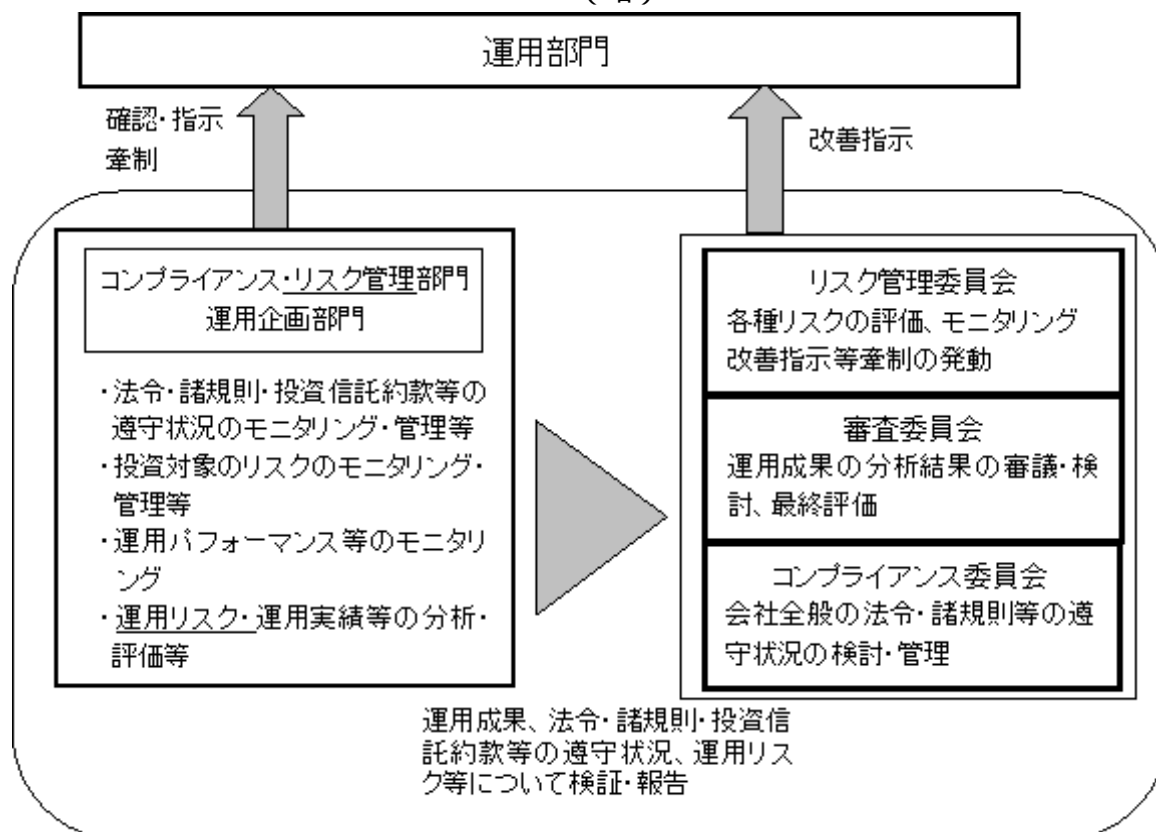 運用部門
確認・指示
牽制
改善指示
コンプライアンス・リスク管理部門
運用企画部門
・法令・諸規則・投資信託約款等の
遵守状況のモニタリング・管理等
・投資対象のリスクのモニタリング・
管理等
・運用パフォーマンス等のモニタリ
ング
・運用リスク・運用実績等の分析・
評価等
リスク管理委員会
各種リスクの評価、モニタリング
改善指示等牽制の発動
審査委員会
運用成果の分析結果の審議・検
討、最終評価
コンプライアンス委員会
会社全般の法令・諸規則等の遵
守状況の検討・管理
運用成果、法令・諸規則・投資信
託約款等の遵守状況、運用リス
ク等について検証・報告